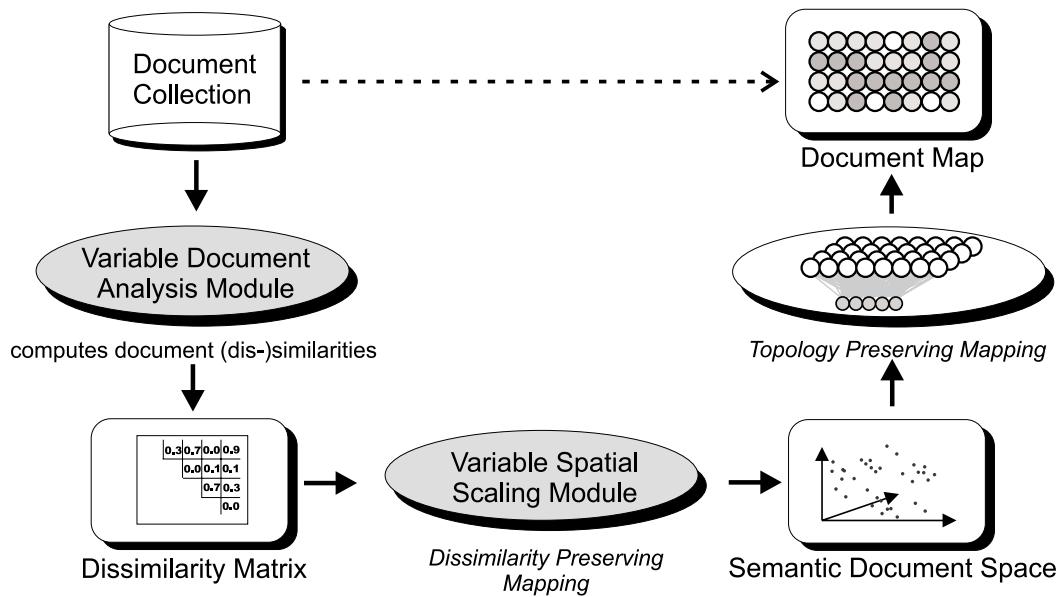 Document
Collection
Document Map
Variable Document
Analysis Module
computes document (dis-)similarities
Topology Preserving Mapping
0.3 0.7 0.0 0.9
0.0 0.1 0.1
0.7 0.3
0.0
Variable Spatial
Scaling Module
Dissimilarity Matrix
Dissimilarity Preserving
Mapping
Semantic Document Space